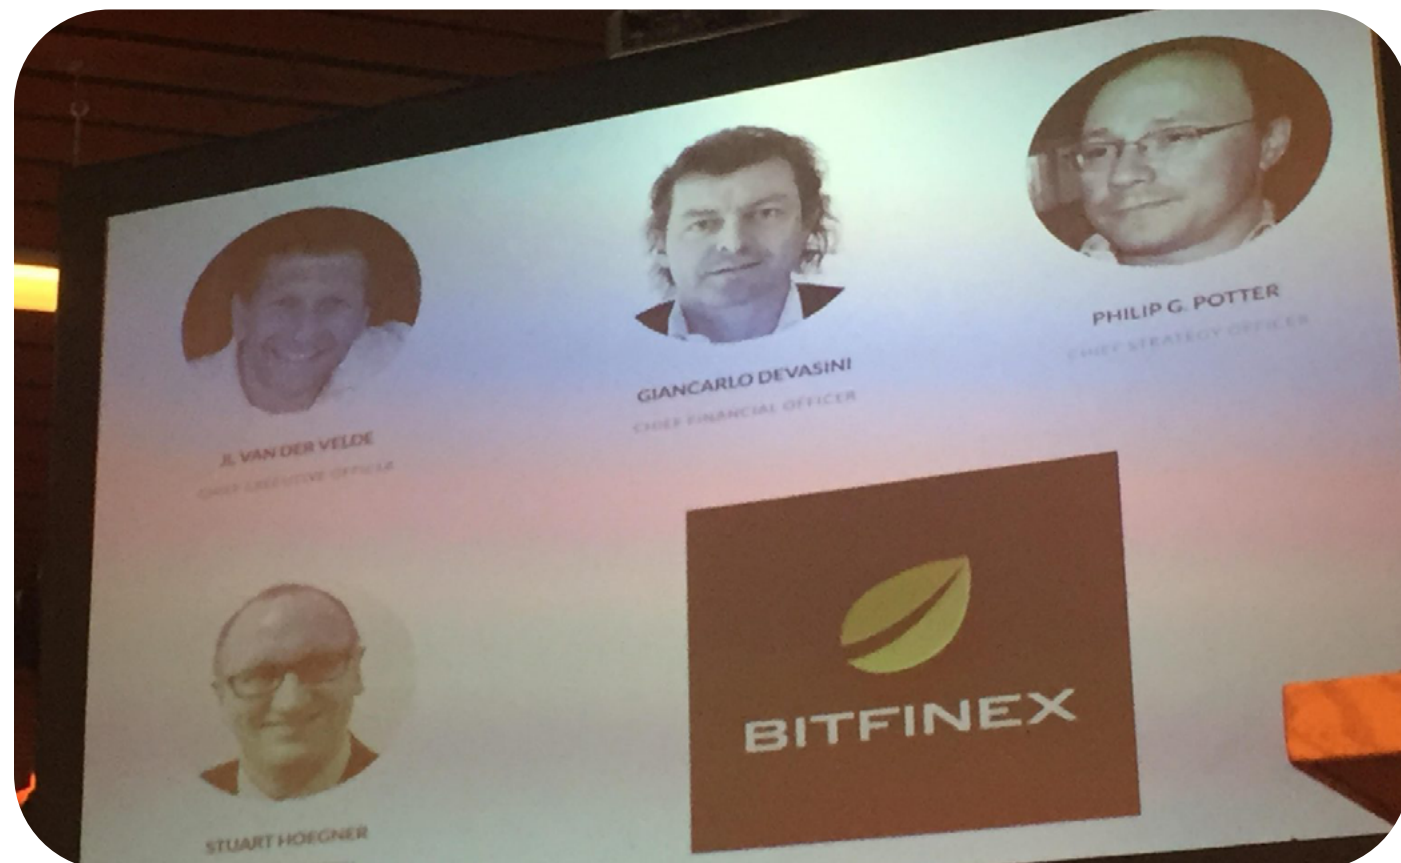 JL VAN DER VELDE
CHIEF EXECUTIVE OFFICER
GIANCARLO DEVASINI
CHIEF FINANCIAL OFFICER
PHILIP G. POTTER
CHIEF STRATEGY OFFICER
STUART HOEGNER
BITFINEX